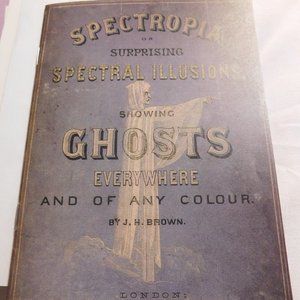 SPECTROPIA
OR
SURPRISING
SPECTRAL ILLUSIONS
SHOWING
GHOSTS
EVERYWHERE
AND OF ANY COLOUR.
BY J. H. BROWN.
LONDON;